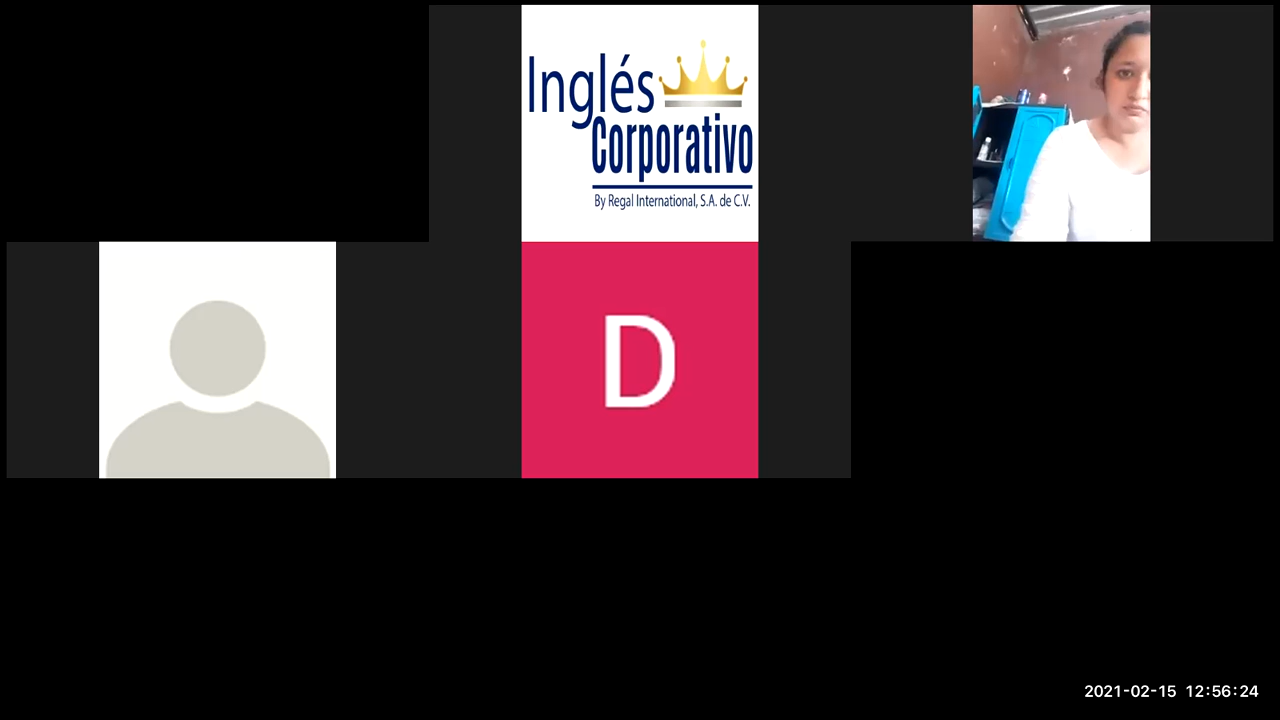 Inglés
Corporativo
By Regal International, S.A. de C.V.
D
2021-02-15 12:56:24